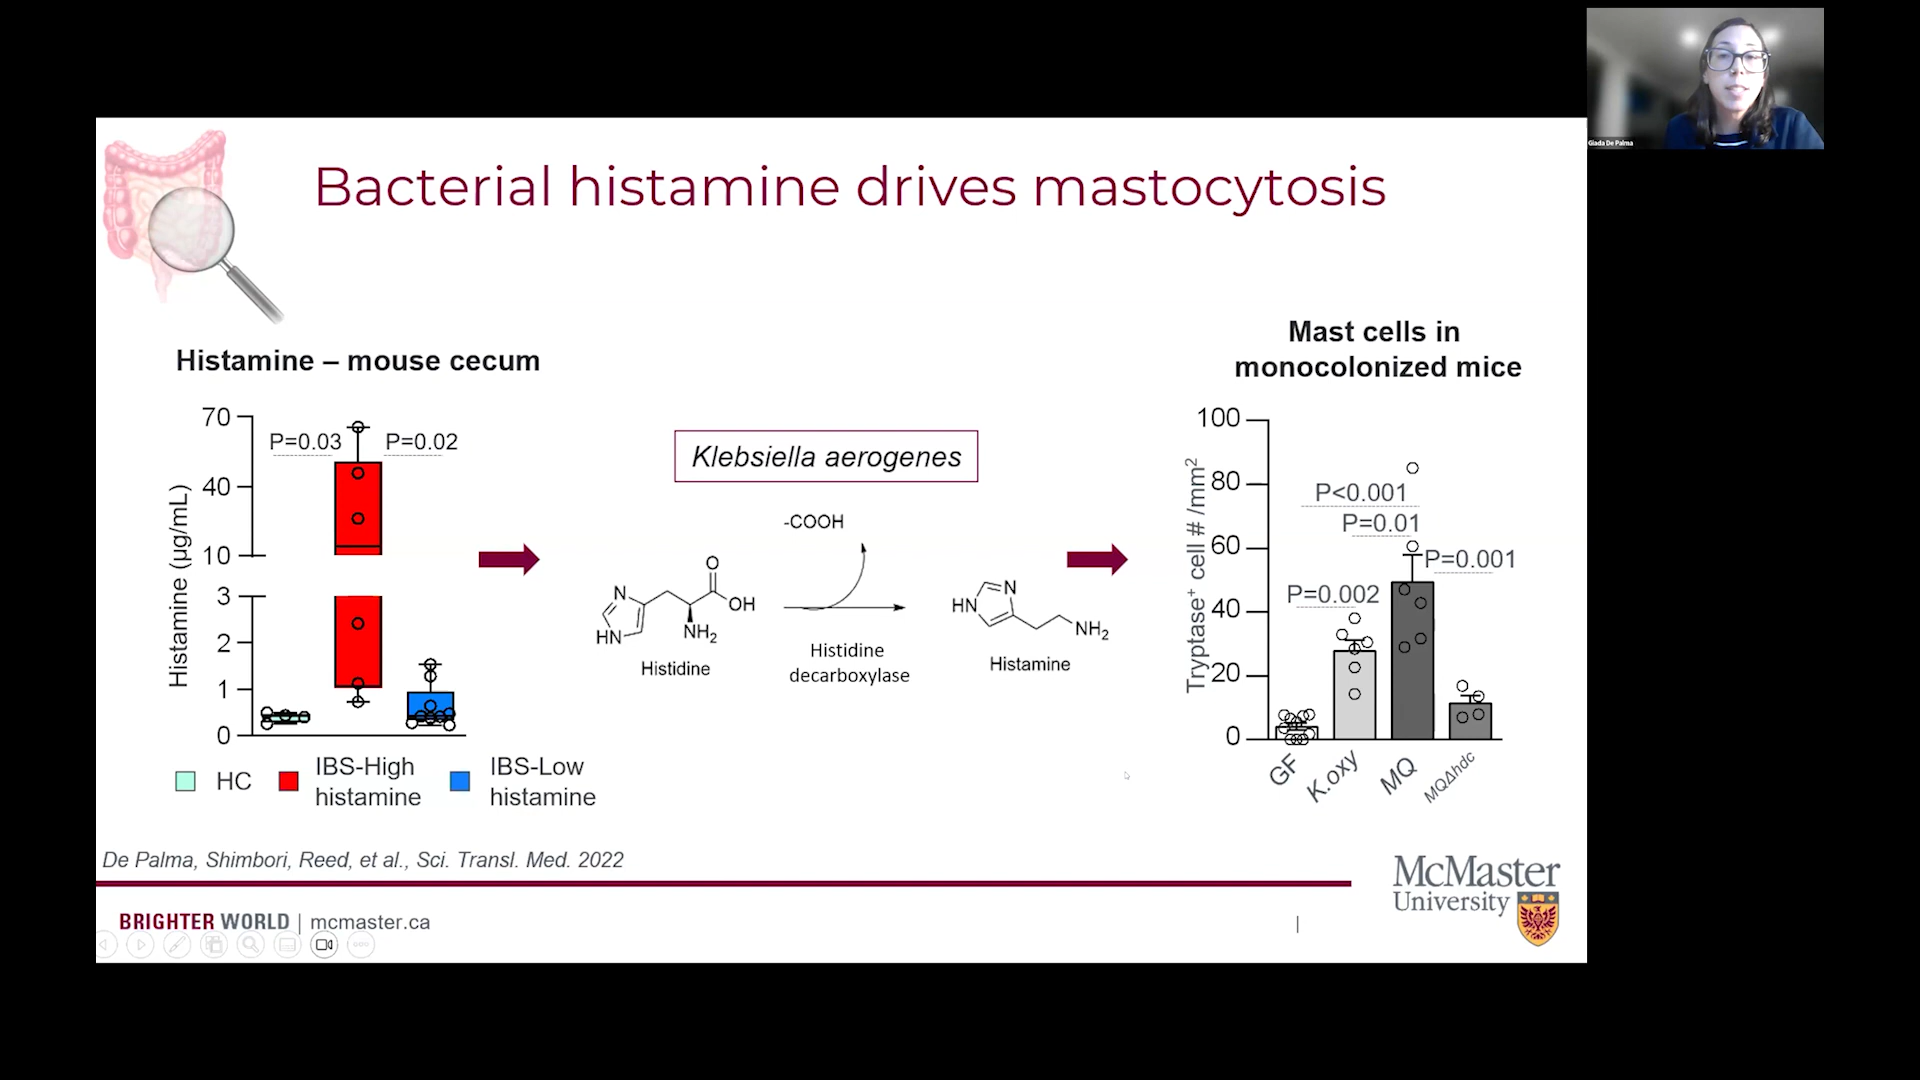 Giada De Palma
Bacterial histamine drives mastocytosis
Histamine – mouse cecum
Histamine (µg/mL)
70
40
10
3
2
1
0
P=0.03
P=0.02
HC
IBS-High
histamine
IBS-Low
histamine
Klebsiella aerogenes
-COOH
N
HN
O
OH
NH2
Histidine
Histidine
decarboxylase
N
HN
NH2
Histamine
Mast cells in
monocolonized mice
Tryptase+ cell # /mm2
100
80
60
40
20
0
P<0.001
P=0.01
P=0.001
P=0.002
GF
K.oxy
MQ
MQΔhdc
De Palma, Shimbori, Reed, et al., Sci. Transl. Med. 2022
BRIGHTER WORLD | mcmaster.ca
McMaster
University